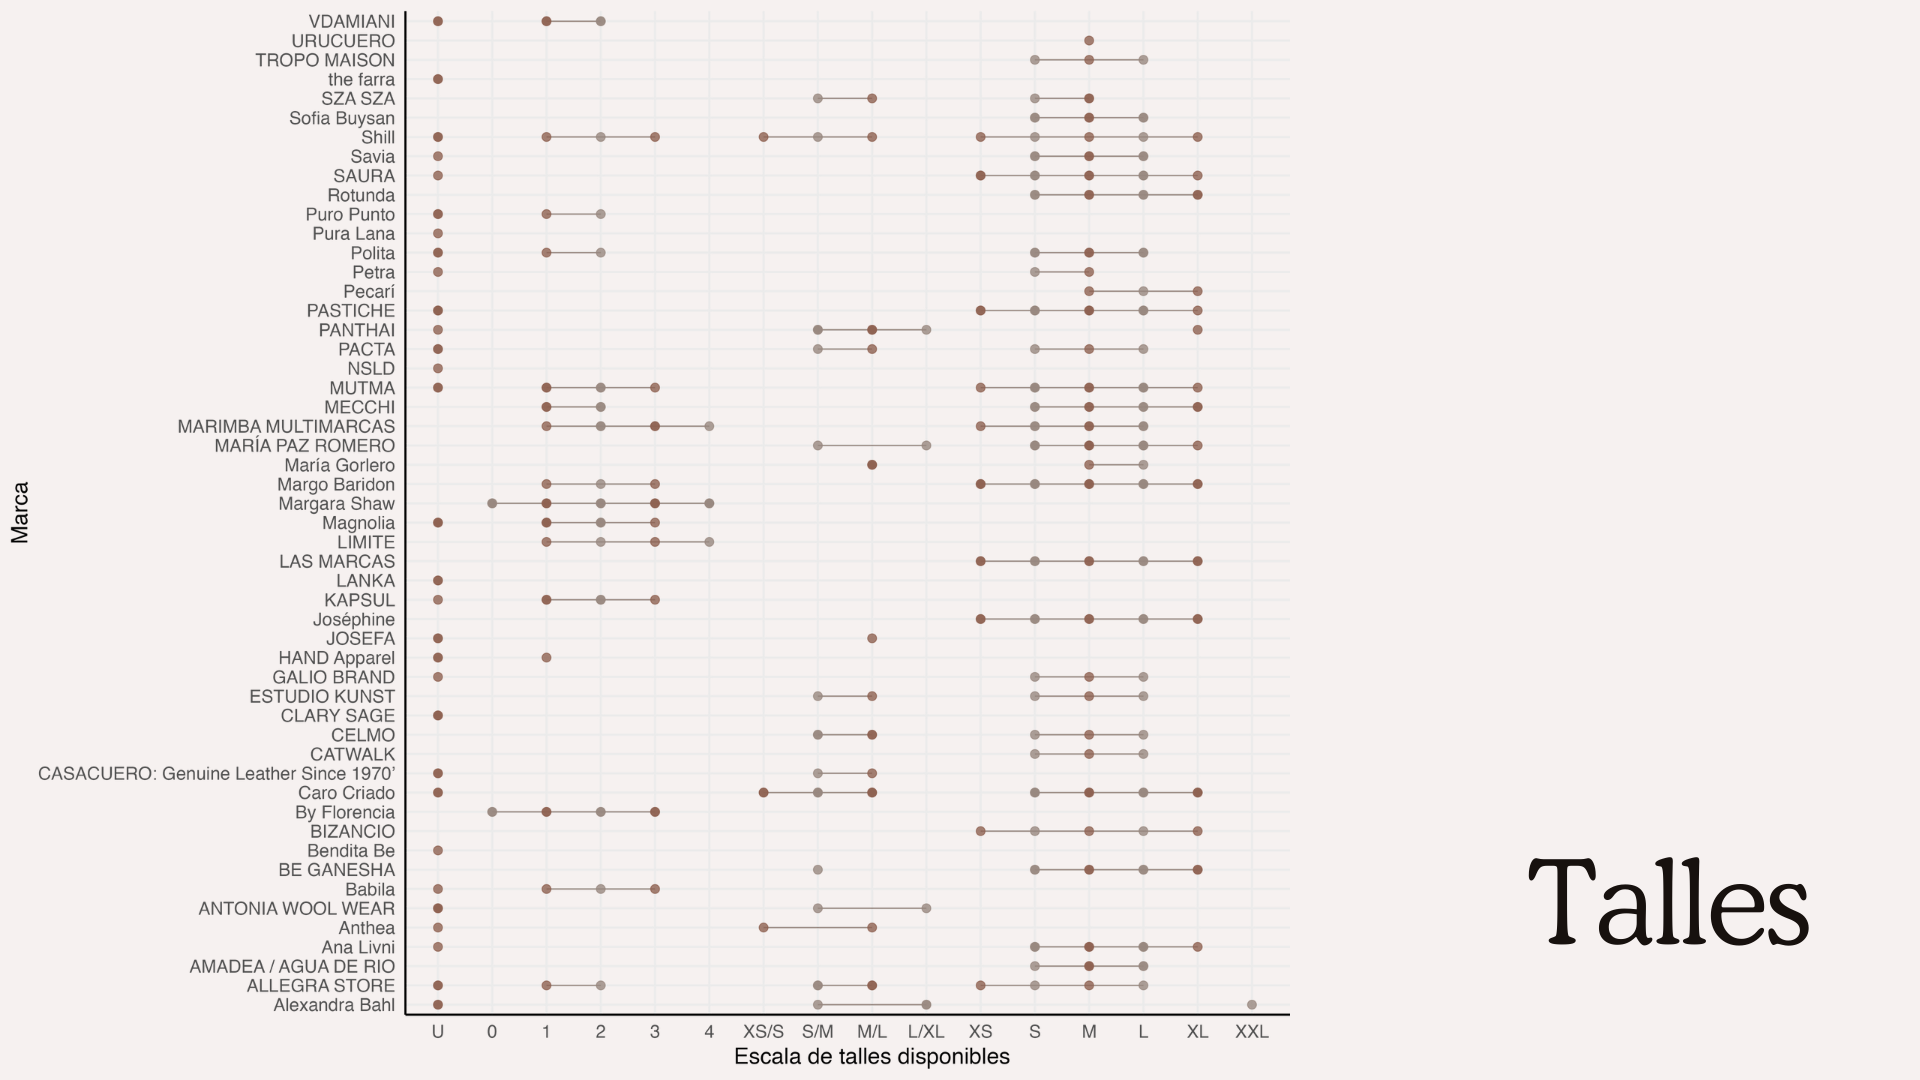 VDAMIANI
URUCUERO
TROPO MAISON
the farra
SZA SZA
Sofia Buysan
Shill
Savia
SAURA
Rotunda
Puro Punto
Pura Lana
Polita
Petra
Pecarí
PASTICHE
PANTHAI
PACTA
NSLD
MUTMA
MECCHI
MARIMBA MULTIMARCAS
MARÍA PAZ ROMERO
María Gorlero
Margo Baridon
Margara Shaw
Magnolia
LIMITE
LAS MARCAS
LANKA
KAPSUL
Joséphine
JOSEFA
HAND Apparel
GALIO BRAND
ESTUDIO KUNST
CLARY SAGE
CELMO
CATWALK
CASACUERO: Genuine Leather Since 1970’
Caro Criado
By Florencia
BIZANCIO
Bendita Be
BE GANESHA
Babila
ANTONIA WOOL WEAR
Anthea
Ana Livni
AMADEA / AGUA DE RIO
ALLEGRA STORE
Alexandra Bahl
Marca
U 0 1 2 3 4 XS/S S/M M/L L/XL XS S M L XL XXL
Escala de talles disponibles
Talles